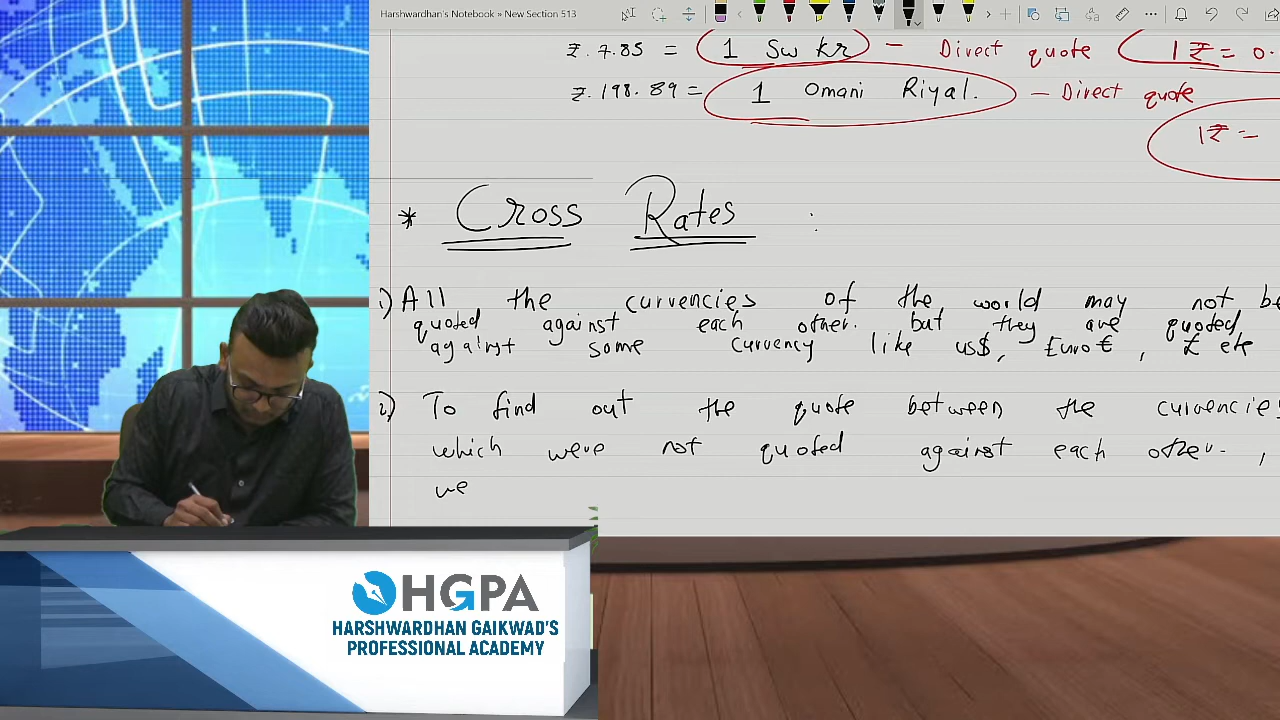 Harshwardhan's Notebook » New Section 513
₹. 7.85 = 1 Sw kr — Direct quote 1₹ = 0.
₹. 198.89 = 1 Omani Riyal. — Direct quote
1₹ =
* Cross Rates :
1) All the currencies of the world may not be
quoted against each other. but they are quoted
against some currency like us$, Euro€, £ etc
2) To find out the quote between the currencies
which were not quoted against each other. ,
we
HGPA
HARSHWARDHAN GAIKWAD'S
PROFESSIONAL ACADEMY